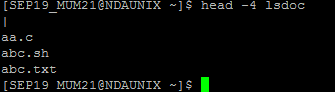 [SEP19_MUM21@NDAUNIX ~]$ head -4 lsdoc
|
aa.c
abc.sh
abc.txt
[SEP19_MUM21@NDAUNIX ~]$